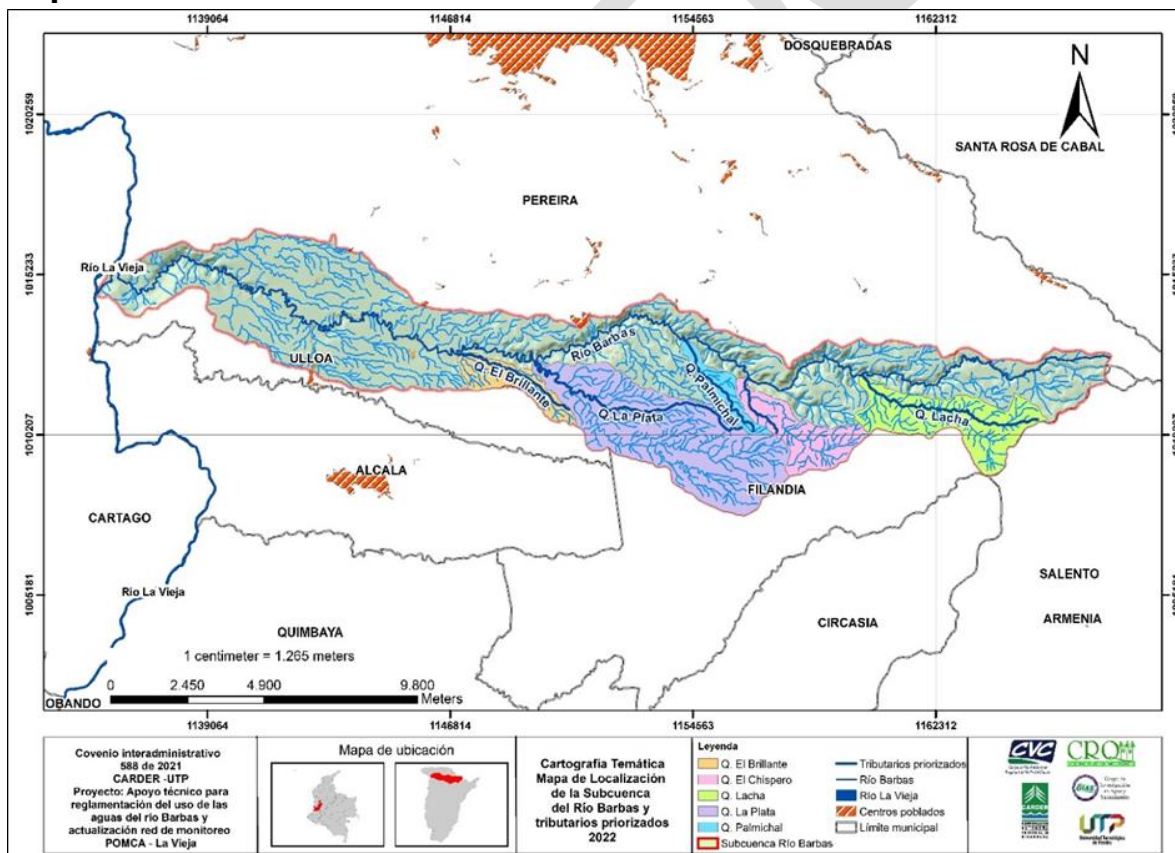 1139064 1146814 1154563 1162312
DOSQUEBRADAS
N
1020259
SANTA ROSA DE CABAL
PEREIRA
Río La Vieja
1015233
Río Barbas
ULLOA
Q. El Brillante
Q. Palmichal
Q. La Plata
Q. Lacha
1010207
ALCALA
FILANDIA
CARTAGO
SALENTO
Río La Vieja
1005181
CIRCASIA
ARMENIA
QUIMBAYA
1 centimeter = 1.265 meters
0 2.450 4.900 9.800
Meters
OBANDO
1139064 1146814 1154563 1162312
Convenio interadministrativo
588 de 2021
CARDER -UTP
Proyecto: Apoyo técnico para
reglamentación del uso de las
aguas del río Barbas y
actualización red de monitoreo
POMCA - La Vieja
Mapa de ubicación
Cartografía Temática
Mapa de Localización
de la Subcuenca
del Río Barbas y
tributarios priorizados
2022
Leyenda
Q. El Brillante
Q. El Chispero
Q. Lacha
Q. La Plata
Q. Palmichal
Subcuenca Río Barbas
Tributarios priorizados
Río Barbas
Río La Vieja
Centros poblados
Límite municipal
CVC
CRQ
CARDER
UTP